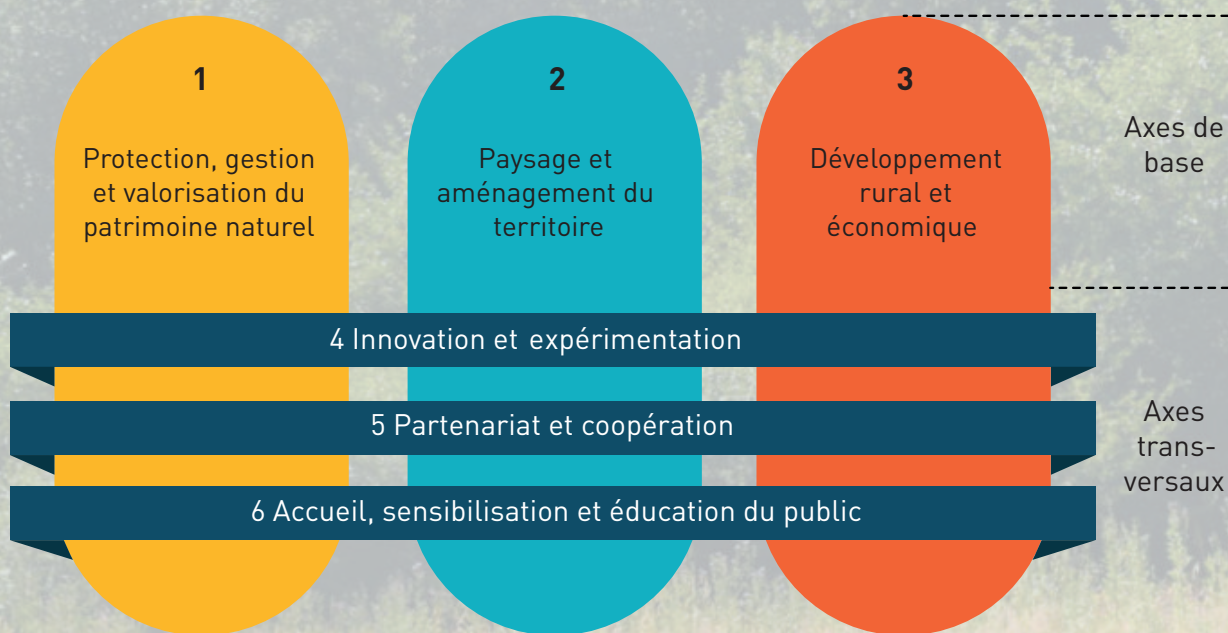 1
Protection, gestion
et valorisation du
patrimoine naturel
2
Paysage et
aménagement du
territoire
3
Développement
rural et
économique
Axes de
base
4 Innovation et expérimentation
5 Partenariat et coopération
6 Accueil, sensibilisation et éducation du public
Axes
trans-
versaux